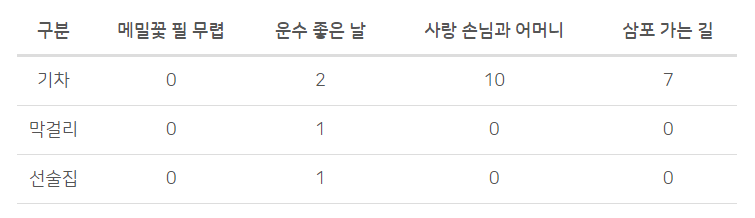 구분 메밀꽃 필 무렵 운수 좋은 날 사랑 손님과 어머니 삼포 가는 길
기차 0 2 10 7
막걸리 0 1 0 0
선술집 0 1 0 0